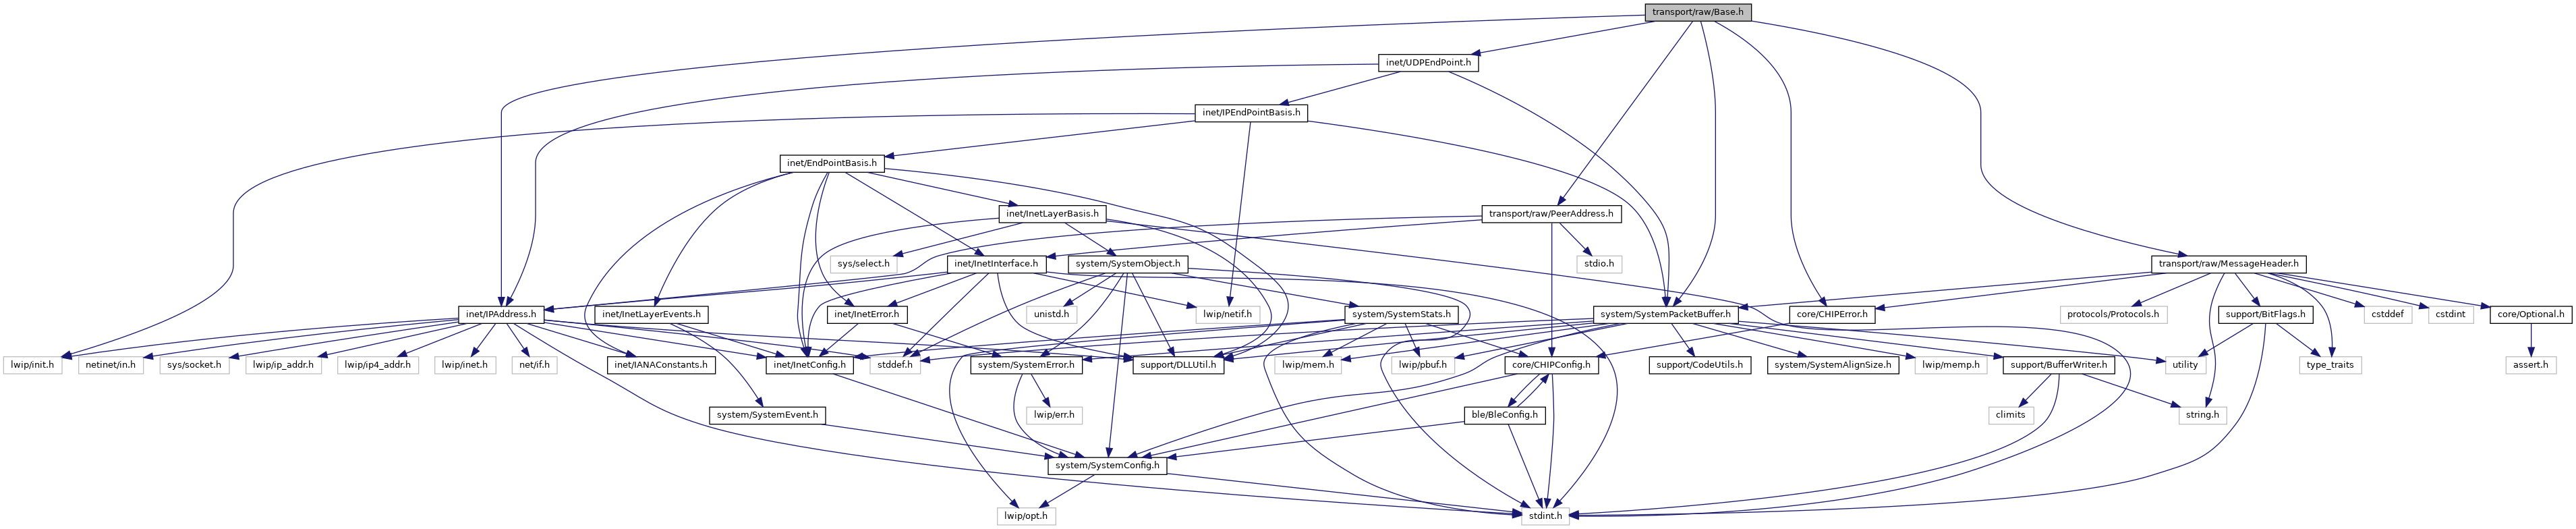 transport/raw/Base.h
inet/UDPEndPoint.h
inet/IPEndPointBasis.h
inet/EndPointBasis.h
inet/InetLayerBasis.h
transport/raw/PeerAddress.h
sys/select.h
inet/InetInterface.h
system/SystemObject.h
stdio.h
transport/raw/MessageHeader.h
inet/IPAddress.h
inet/InetLayerEvents.h
inet/InetError.h
unistd.h
lwip/netif.h
system/SystemStats.h
system/SystemPacketBuffer.h
core/CHIPError.h
protocols/Protocols.h
support/BitFlags.h
cstddef
cstdint
core/Optional.h
lwip/init.h
netinet/in.h
sys/socket.h
lwip/ip_addr.h
lwip/ip4_addr.h
lwip/inet.h
net/if.h
inet/IANAConstants.h
inet/InetConfig.h
stddef.h
system/SystemError.h
support/DLLUtil.h
lwip/mem.h
lwip/pbuf.h
core/CHIPConfig.h
support/CodeUtils.h
system/SystemAlignSize.h
lwip/memp.h
support/BufferWriter.h
utility
type_traits
assert.h
system/SystemEvent.h
lwip/err.h
ble/BleConfig.h
climits
string.h
system/SystemConfig.h
lwip/opt.h
stdint.h